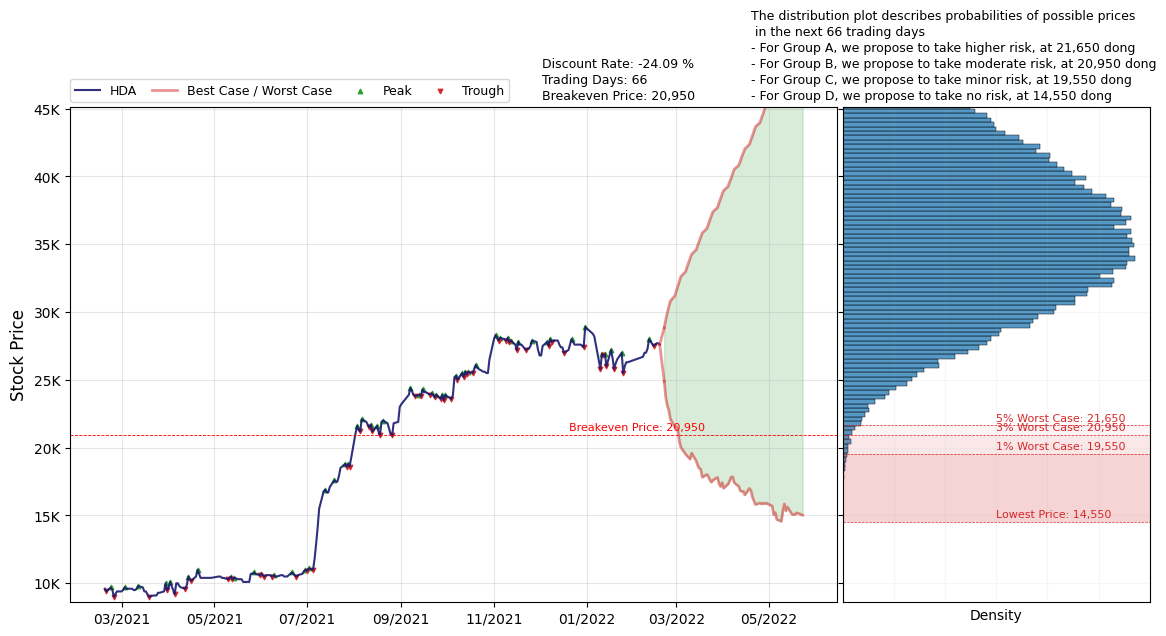 The distribution plot describes probabilities of possible prices
in the next 66 trading days
- For Group A, we propose to take higher risk, at 21,650 dong
- For Group B, we propose to take moderate risk, at 20,950 dong
- For Group C, we propose to take minor risk, at 19,550 dong
- For Group D, we propose to take no risk, at 14,550 dong
Discount Rate: -24.09 %
Trading Days: 66
Breakeven Price: 20,950
HDA Best Case / Worst Case Peak Trough
45K
40K
35K
30K
25K
20K
15K
10K
Stock Price
Breakeven Price: 20,950
5% Worst Case: 21,650
3% Worst Case: 20,950
1% Worst Case: 19,550
Lowest Price: 14,550
03/2021 05/2021 07/2021 09/2021 11/2021 01/2022 03/2022 05/2022
Density